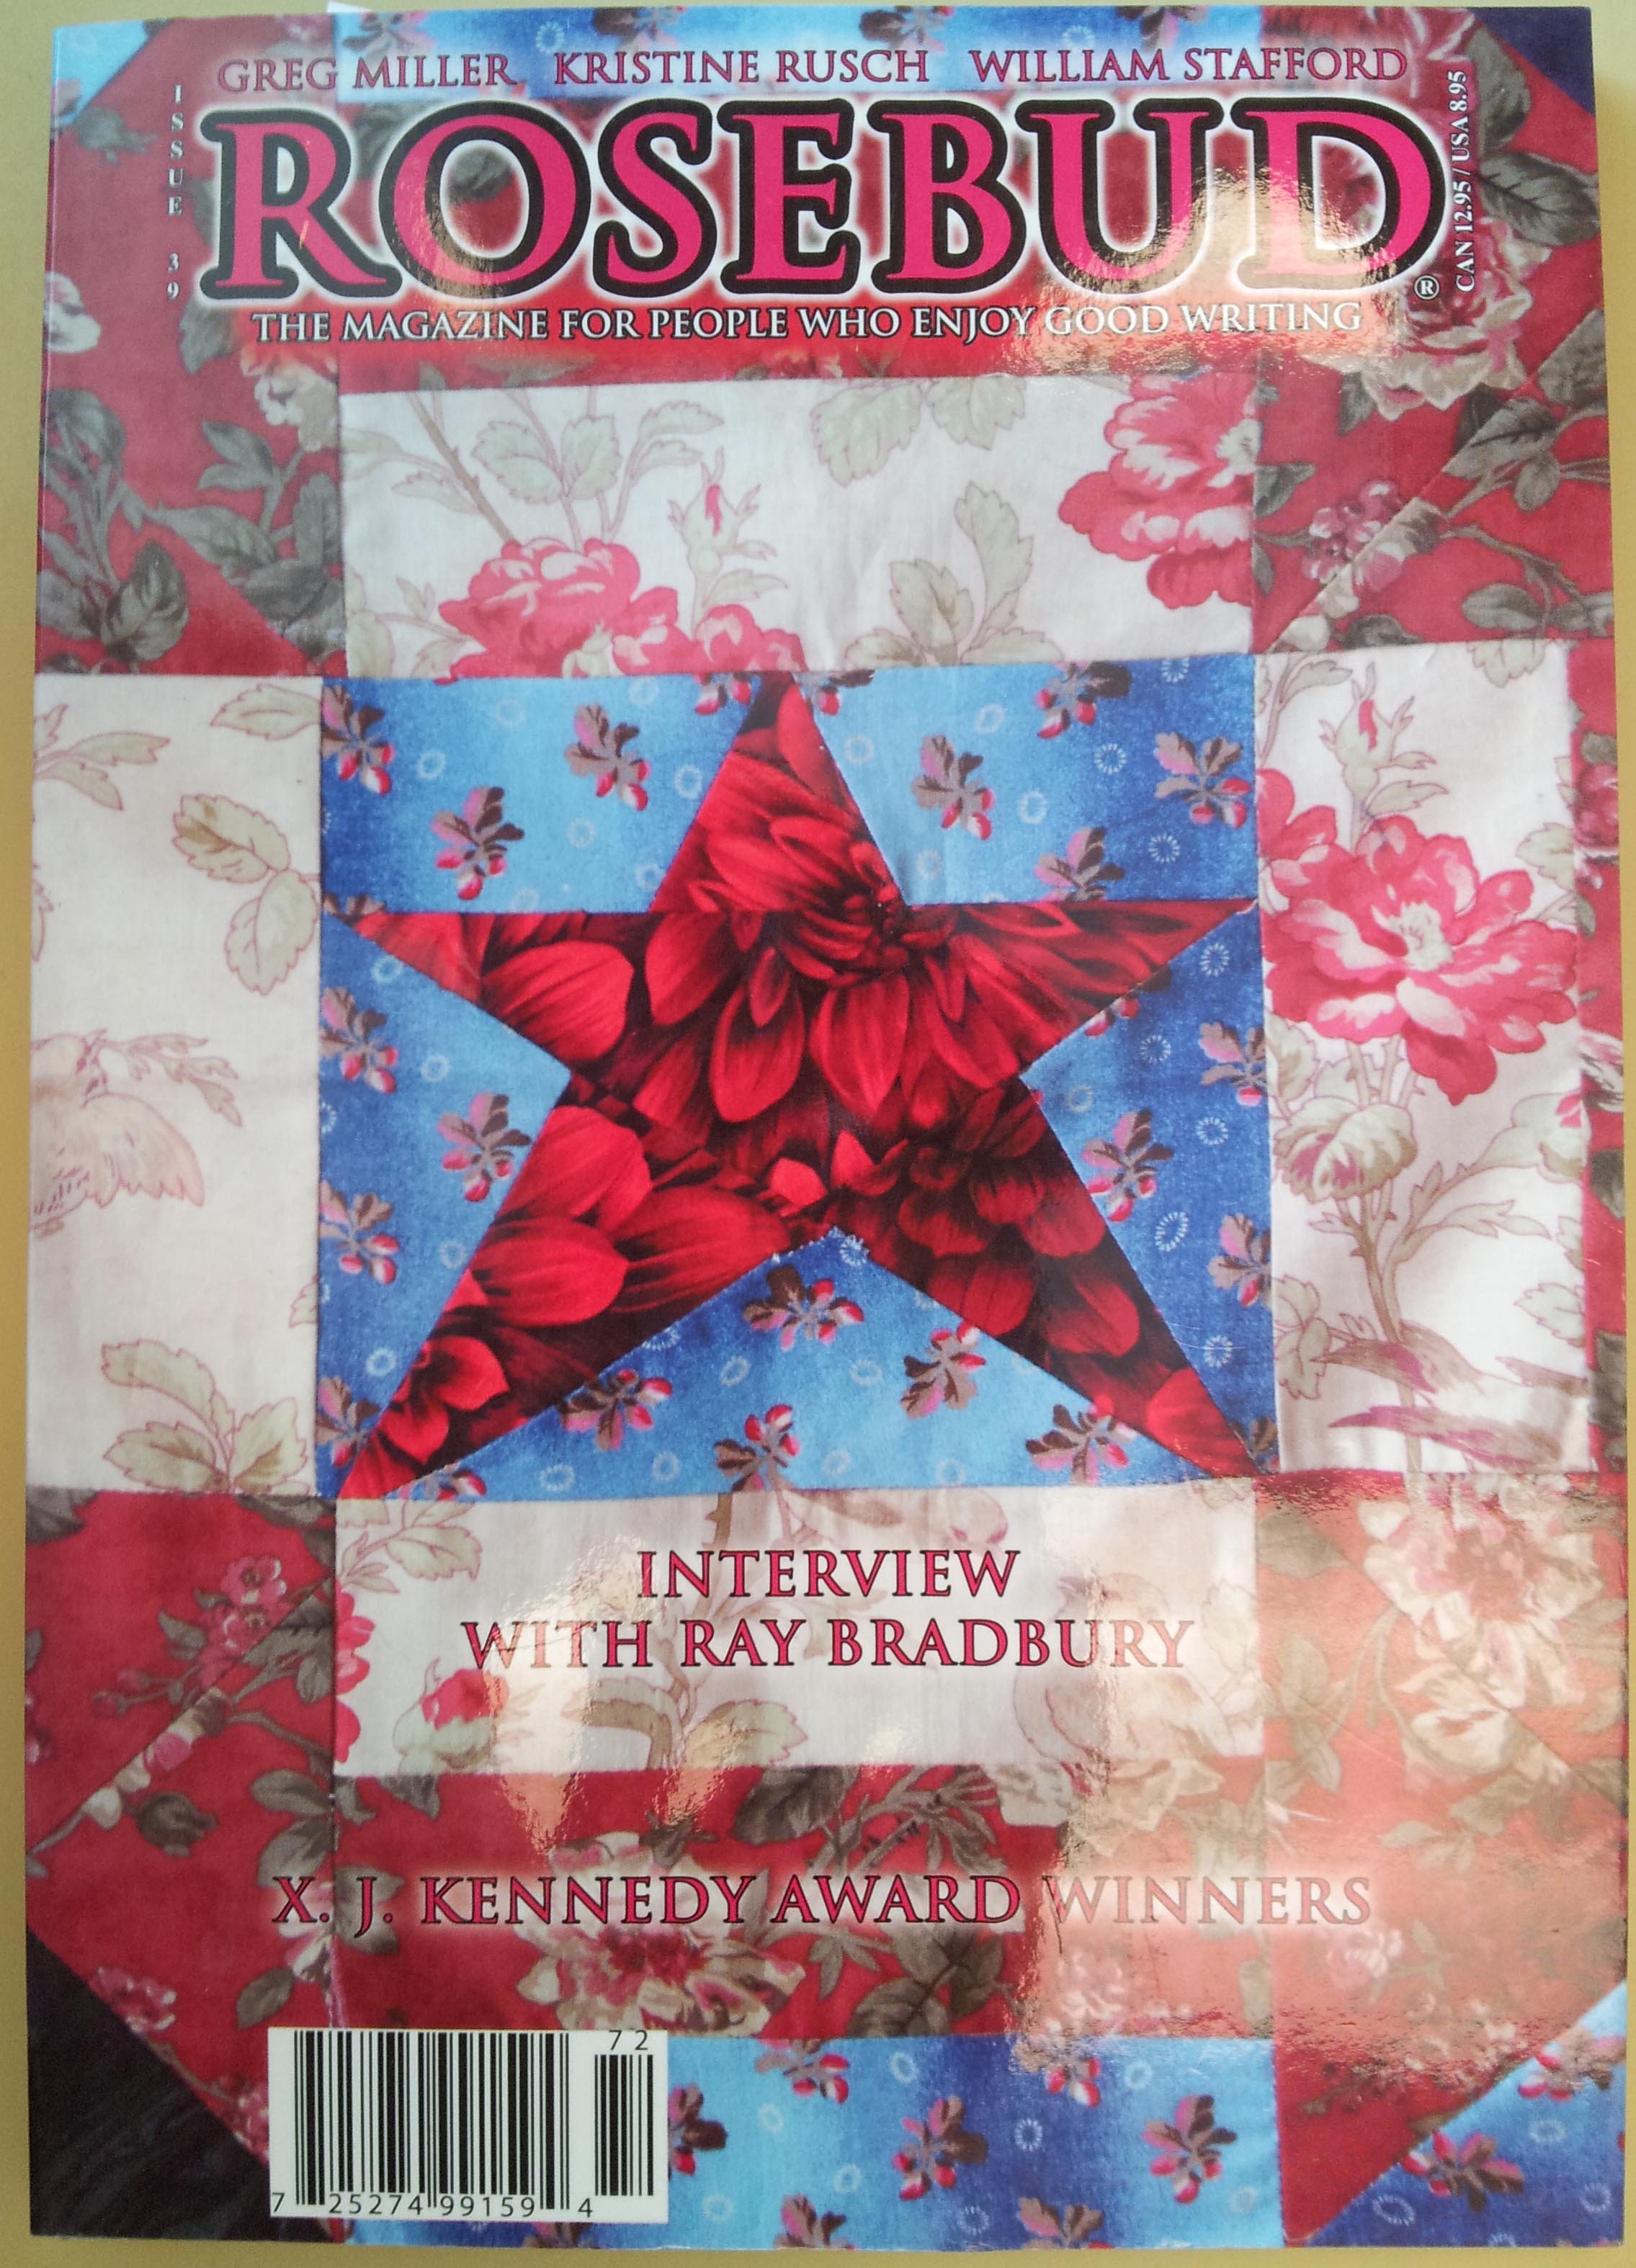 GREG MILLER KRISTINE RUSCH WILLIAM STAFFORD
ISSUE 39
ROSEBUD®
CAN 12.95 / USA 8.95
THE MAGAZINE FOR PEOPLE WHO ENJOY GOOD WRITING
INTERVIEW
WITH RAY BRADBURY
X. J. KENNEDY AWARD WINNERS
72
7 25274 99159 4